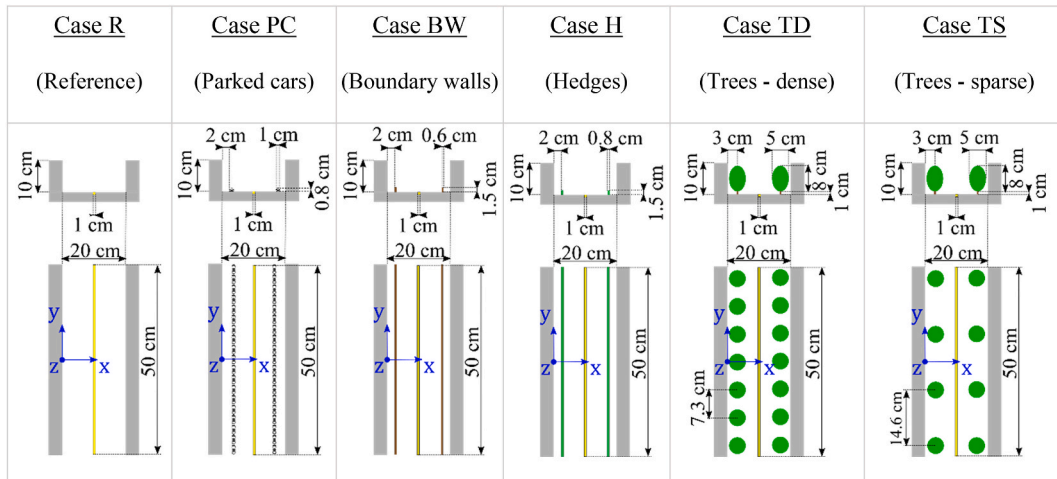 Case R
(Reference)
Case PC
(Parked cars)
Case BW
(Boundary walls)
Case H
(Hedges)
Case TD
(Trees - dense)
Case TS
(Trees - sparse)
10 cm
1 cm
20 cm
50 cm
y
z
x
2 cm
1 cm
10 cm
0.8 cm
1 cm
20 cm
50 cm
y
z
x
2 cm
0.6 cm
10 cm
1.5 cm
1 cm
20 cm
50 cm
y
z
x
2 cm
0.8 cm
10 cm
1.5 cm
1 cm
20 cm
50 cm
y
z
x
3 cm
5 cm
10 cm
8 cm
1 cm
1 cm
20 cm
50 cm
y
z
x
7.3 cm
3 cm
5 cm
10 cm
8 cm
1 cm
1 cm
20 cm
50 cm
y
z
x
14.6 cm